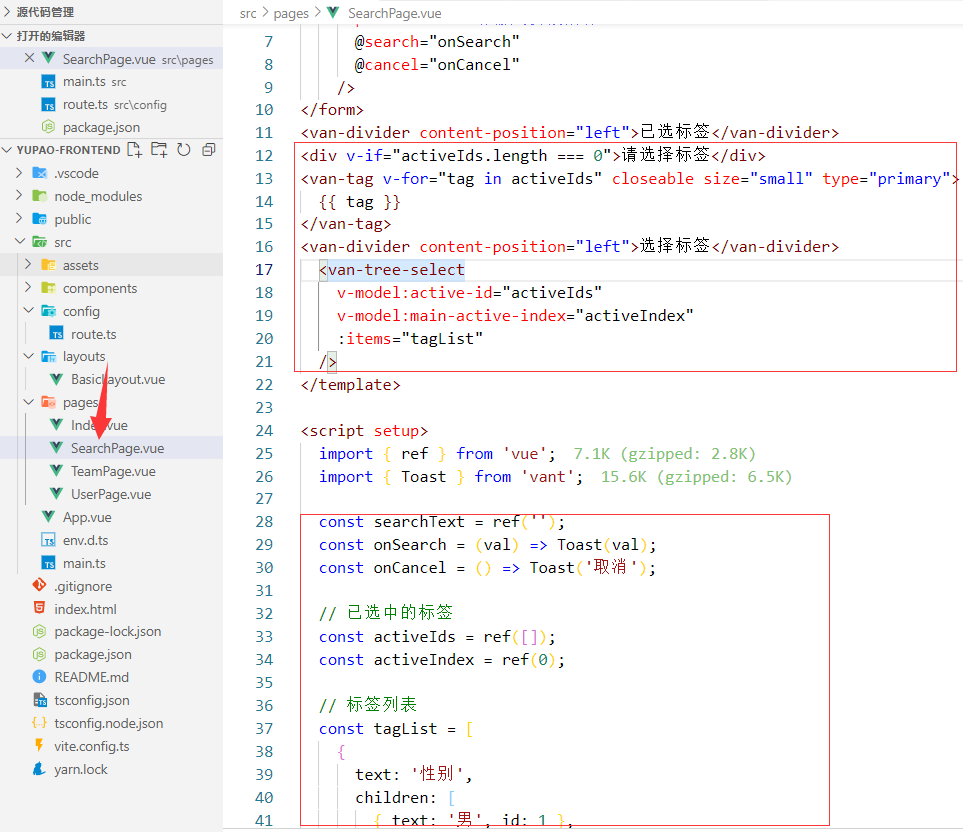 源代码管理
打开的编辑器
SearchPage.vue src\pages
main.ts src
route.ts src\config
package.json
YUPAO-FRONTEND
.vscode
node_modules
public
src
assets
components
config
route.ts
layouts
BasicLayout.vue
pages
Index.vue
SearchPage.vue
TeamPage.vue
UserPage.vue
App.vue
env.d.ts
main.ts
.gitignore
index.html
package-lock.json
package.json
README.md
tsconfig.json
tsconfig.node.json
vite.config.ts
yarn.lock
src > pages > SearchPage.vue
7 @search="onSearch"
8 @cancel="onCancel"
9 />
10 </form>
11 <van-divider content-position="left">已选标签</van-divider>
12 <div v-if="activeIds.length === 0">请选择标签</div>
13 <van-tag v-for="tag in activeIds" closeable size="small" type="primary">
14 {{ tag }}
15 </van-tag>
16 <van-divider content-position="left">选择标签</van-divider>
17 <van-tree-select
18 v-model:active-id="activeIds"
19 v-model:main-active-index="activeIndex"
20 :items="tagList"
21 />
22 </template>
23
24 <script setup>
25 import { ref } from 'vue'; 7.1K (gzipped: 2.8K)
26 import { Toast } from 'vant'; 15.6K (gzipped: 6.5K)
27
28 const searchText = ref('');
29 const onSearch = (val) => Toast(val);
30 const onCancel = () => Toast('取消');
31
32 // 已选中的标签
33 const activeIds = ref([]);
34 const activeIndex = ref(0);
35
36 // 标签列表
37 const tagList = [
38 {
39 text: '性别',
40 children: [
41 { text: '男', id: 1 },